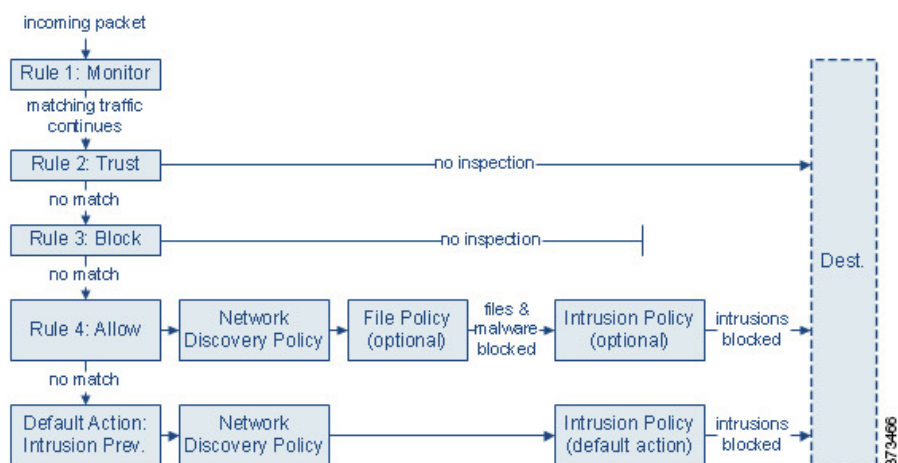 incoming packet
Rule 1: Monitor
matching traffic
continues
Rule 2: Trust
no inspection
no match
Rule 3: Block
no inspection
no match
Dest.
Rule 4: Allow
Network
Discovery Policy
File Policy
(optional)
files &
malware
blocked
Intrusion Policy
(optional)
intrusions
blocked
no match
Default Action:
Intrusion Prev.
Network
Discovery Policy
Intrusion Policy
(default action)
intrusions
blocked
373466